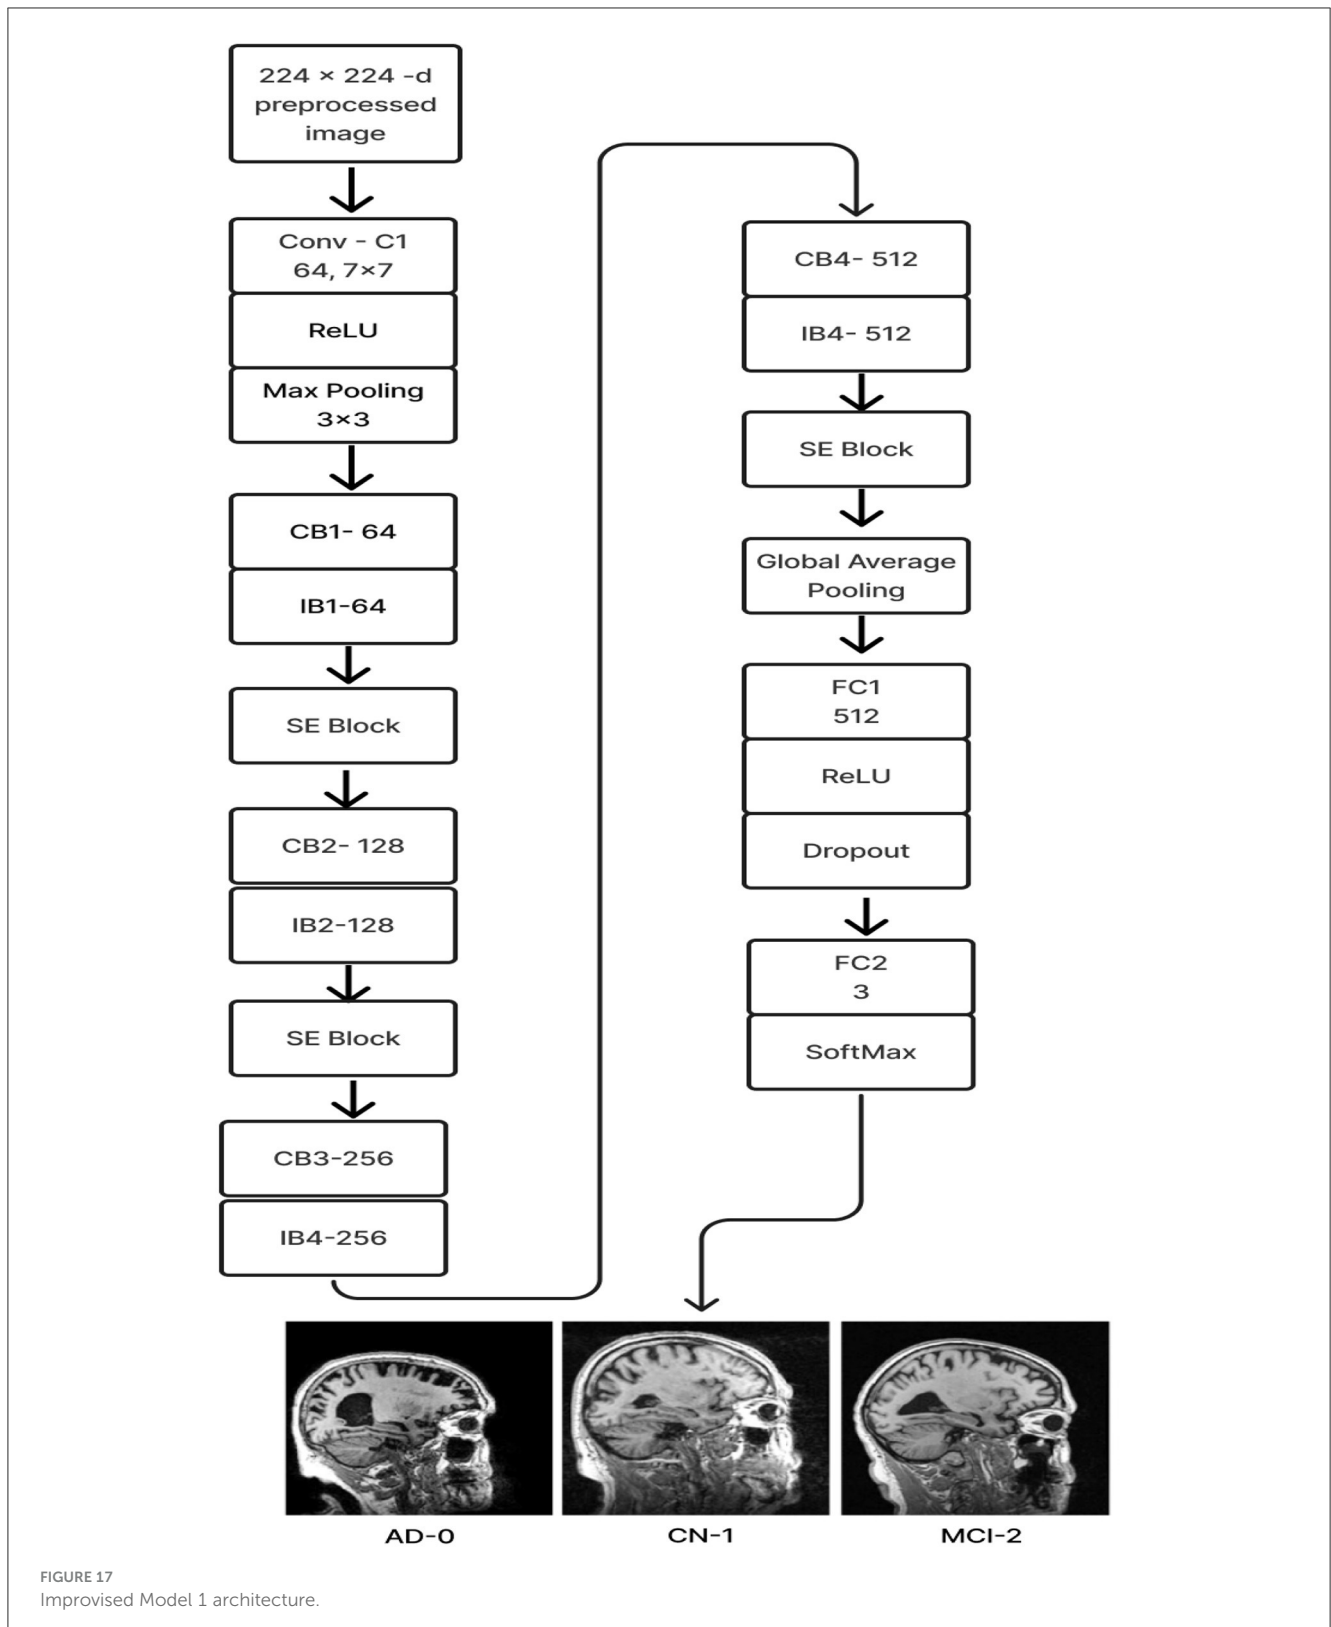 224 × 224 -d
preprocessed
image
Conv - C1
64, 7×7
ReLU
Max Pooling
3×3
CB1- 64
IB1-64
SE Block
CB2- 128
IB2-128
SE Block
CB3-256
IB4-256
CB4- 512
IB4- 512
SE Block
Global Average
Pooling
FC1
512
ReLU
Dropout
FC2
3
SoftMax
AD-0
CN-1
MCI-2
FIGURE 17
Improvised Model 1 architecture.